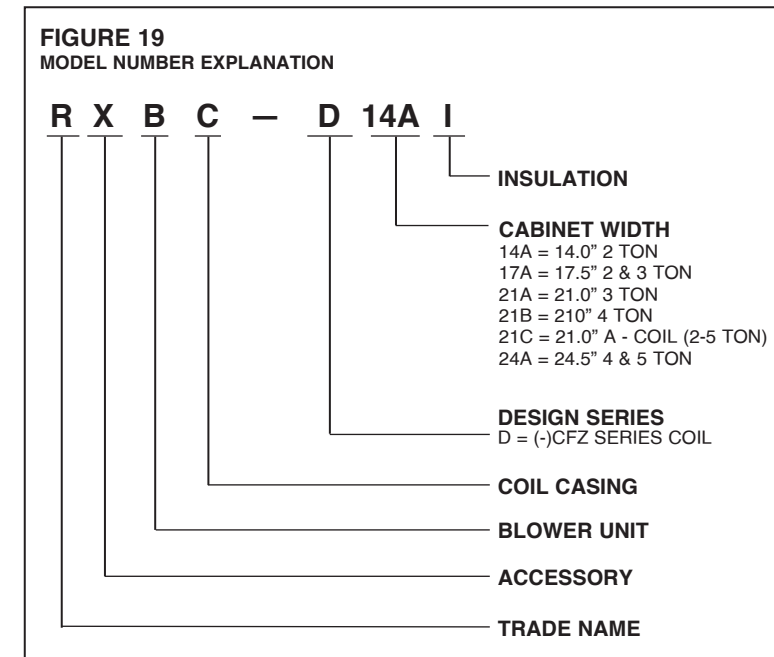 FIGURE 19
MODEL NUMBER EXPLANATION
R X B C – D 14A I
INSULATION
CABINET WIDTH
14A = 14.0” 2 TON
17A = 17.5” 2 & 3 TON
21A = 21.0” 3 TON
21B = 210” 4 TON
21C = 21.0” A - COIL (2-5 TON)
24A = 24.5” 4 & 5 TON
DESIGN SERIES
D = (-)CFZ SERIES COIL
COIL CASING
BLOWER UNIT
ACCESSORY
TRADE NAME